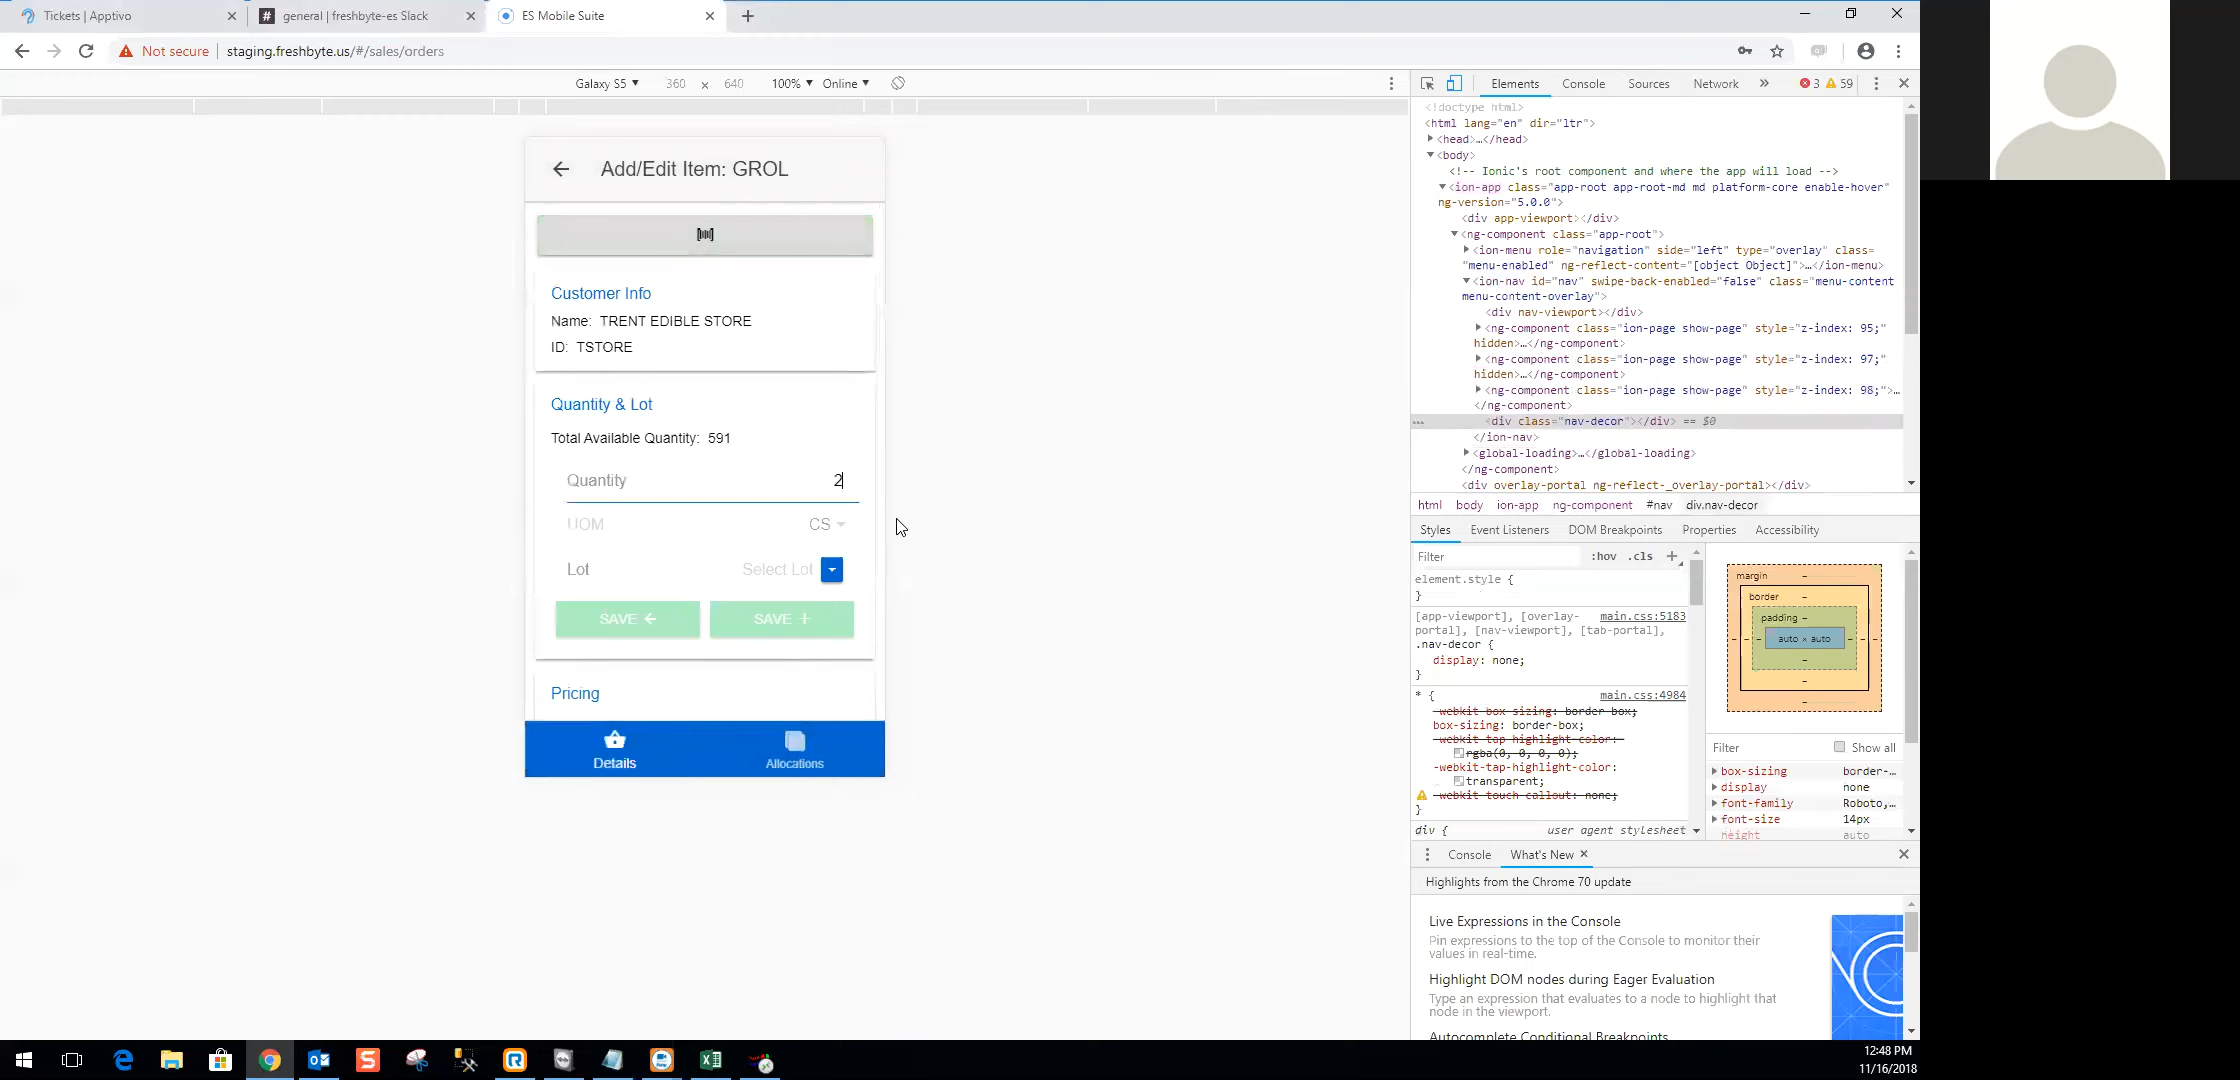 Tickets | Apptivo
general | freshbyte-es Slack
ES Mobile Suite
Not secure
staging.freshbyte.us/#/sales/orders
Galaxy S5
360 x 640
100%
Online
Add/Edit Item: GROL
Customer Info
Name: TRENT EDIBLE STORE
ID: TSTORE
Quantity & Lot
Total Available Quantity: 591
Quantity
2
UOM
CS
Lot
Select Lot
SAVE
SAVE
Pricing
Details
Allocations
Elements
Console
Sources
Network
3
59
<!doctype html>
<html lang="en" dir="ltr">
<head>…</head>
<body>
<!-- Ionic's root component and where the app will load -->
<ion-app class="app-root app-root-md md platform-core enable-hover"
ng-version="5.0.0">
<div app-viewport></div>
<ng-component class="app-root">
<ion-menu role="navigation" side="left" type="overlay" class=
"menu-enabled" ng-reflect-content="[object Object]">…</ion-menu>
<ion-nav id="nav" swipe-back-enabled="false" class="menu-content
menu-content-overlay">
<div nav-viewport></div>
<ng-component class="ion-page show-page" style="z-index: 95;"
hidden>…</ng-component>
<ng-component class="ion-page show-page" style="z-index: 97;"
hidden>…</ng-component>
<ng-component class="ion-page show-page" style="z-index: 98;">…
</ng-component>
… <div class="nav-decor"></div> == $0
</ion-nav>
<global-loading>…</global-loading>
</ng-component>
<div overlay-portal ng-reflect-_overlay-portal></div>
html body ion-app ng-component #nav div.nav-decor
Styles
Event Listeners
DOM Breakpoints
Properties
Accessibility
Filter
:hov
.cls
+
element.style {
}
[app-viewport], [overlay-
main.css:5183
portal], [nav-viewport], [tab-portal],
.nav-decor {
display: none;
}
* {
main.css:4984
-webkit-box-sizing: border-box;
box-sizing: border-box;
-webkit-tap-highlight-color:
rgba(0, 0, 0, 0);
-webkit-tap-highlight-color:
transparent;
-webkit-touch-callout: none;
}
div {
user agent stylesheet
margin
–
border
–
padding
–
auto × auto
–
–
–
Filter
Show all
box-sizing
border-…
display
none
font-family
Roboto,…
font-size
14px
height
auto
Console
What's New
Highlights from the Chrome 70 update
Live Expressions in the Console
Pin expressions to the top of the Console to monitor their
values in real-time.
Highlight DOM nodes during Eager Evaluation
Type an expression that evaluates to a node to highlight that
node in the viewport.
Autocomplete Conditional Breakpoints
12:48 PM
11/16/2018